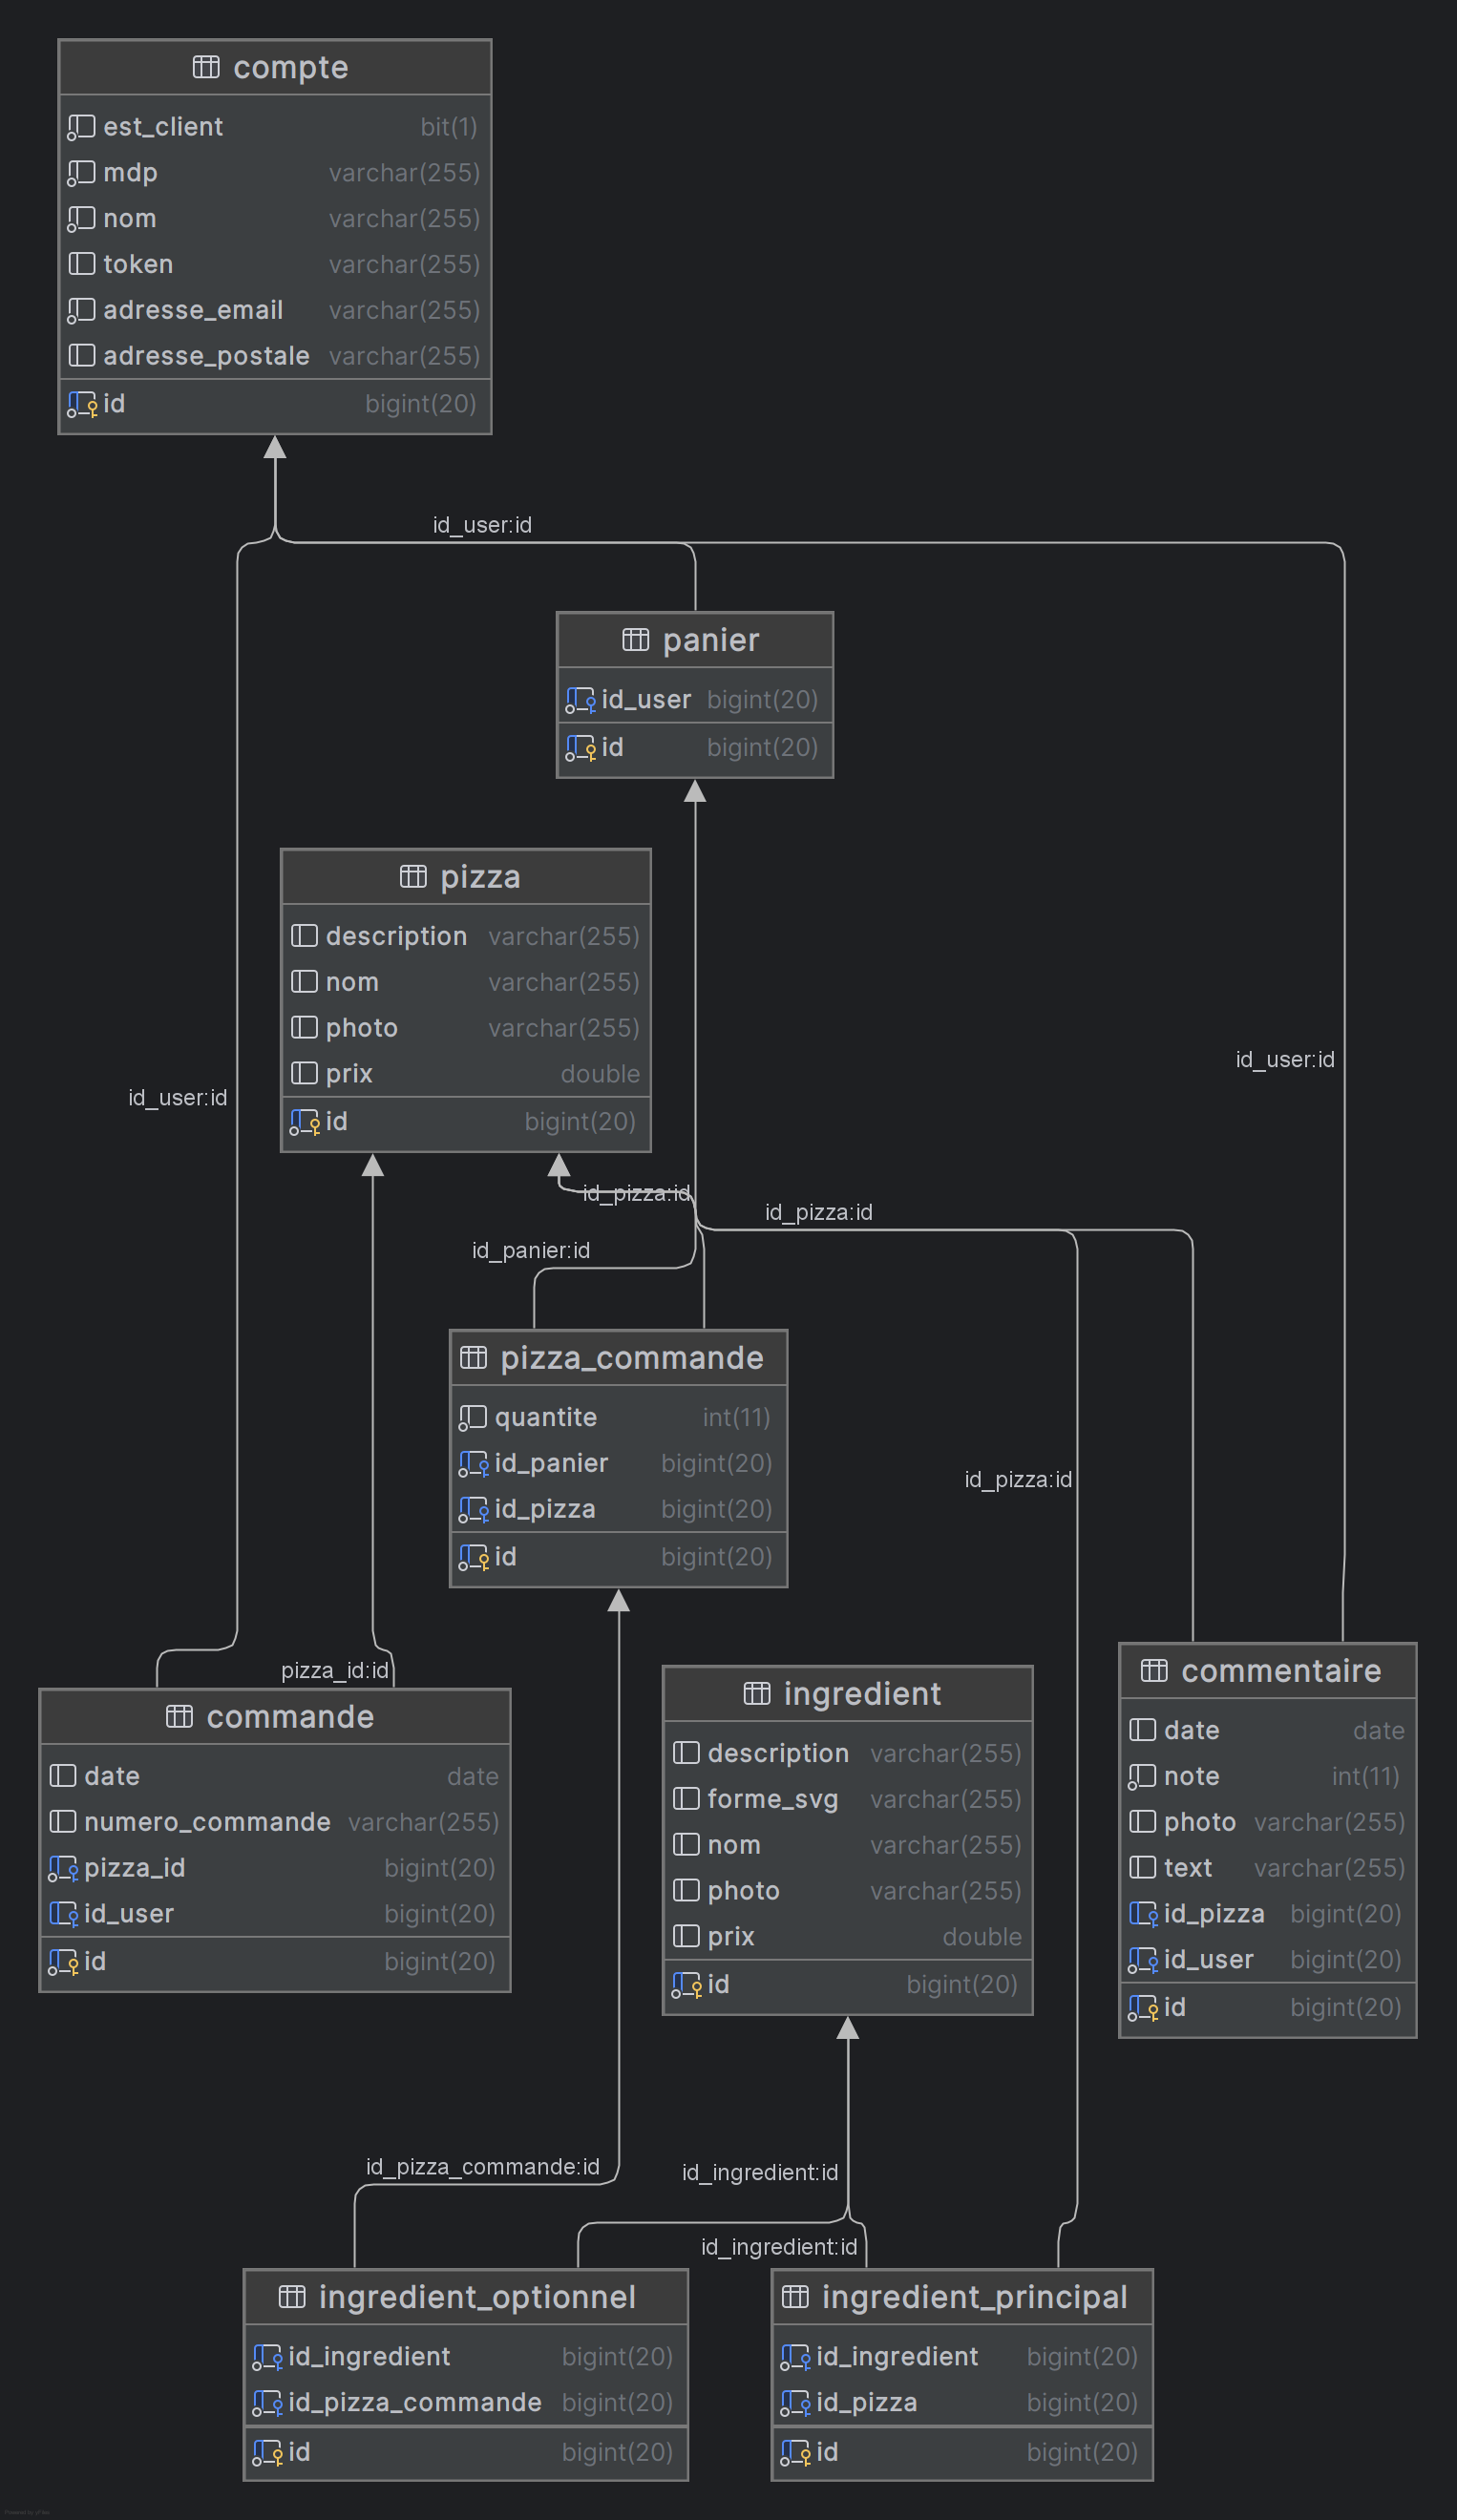 compte
est_client bit(1)
mdp varchar(255)
nom varchar(255)
token varchar(255)
adresse_email varchar(255)
adresse_postale varchar(255)
id bigint(20)
id_user:id
panier
id_user bigint(20)
id bigint(20)
pizza
description varchar(255)
nom varchar(255)
photo varchar(255)
prix double
id bigint(20)
id_user:id
id_user:id
id_pizza:id
id_pizza:id
id_panier:id
pizza_commande
quantite int(11)
id_panier bigint(20)
id_pizza bigint(20)
id bigint(20)
id_pizza:id
pizza_id:id
commande
date date
numero_commande varchar(255)
pizza_id bigint(20)
id_user bigint(20)
id bigint(20)
ingredient
description varchar(255)
forme_svg varchar(255)
nom varchar(255)
photo varchar(255)
prix double
id bigint(20)
commentaire
date date
note int(11)
photo varchar(255)
text varchar(255)
id_pizza bigint(20)
id_user bigint(20)
id bigint(20)
id_pizza_commande:id
id_ingredient:id
id_ingredient:id
ingredient_optionnel
id_ingredient bigint(20)
id_pizza_commande bigint(20)
id bigint(20)
ingredient_principal
id_ingredient bigint(20)
id_pizza bigint(20)
id bigint(20)
Powered by yFiles